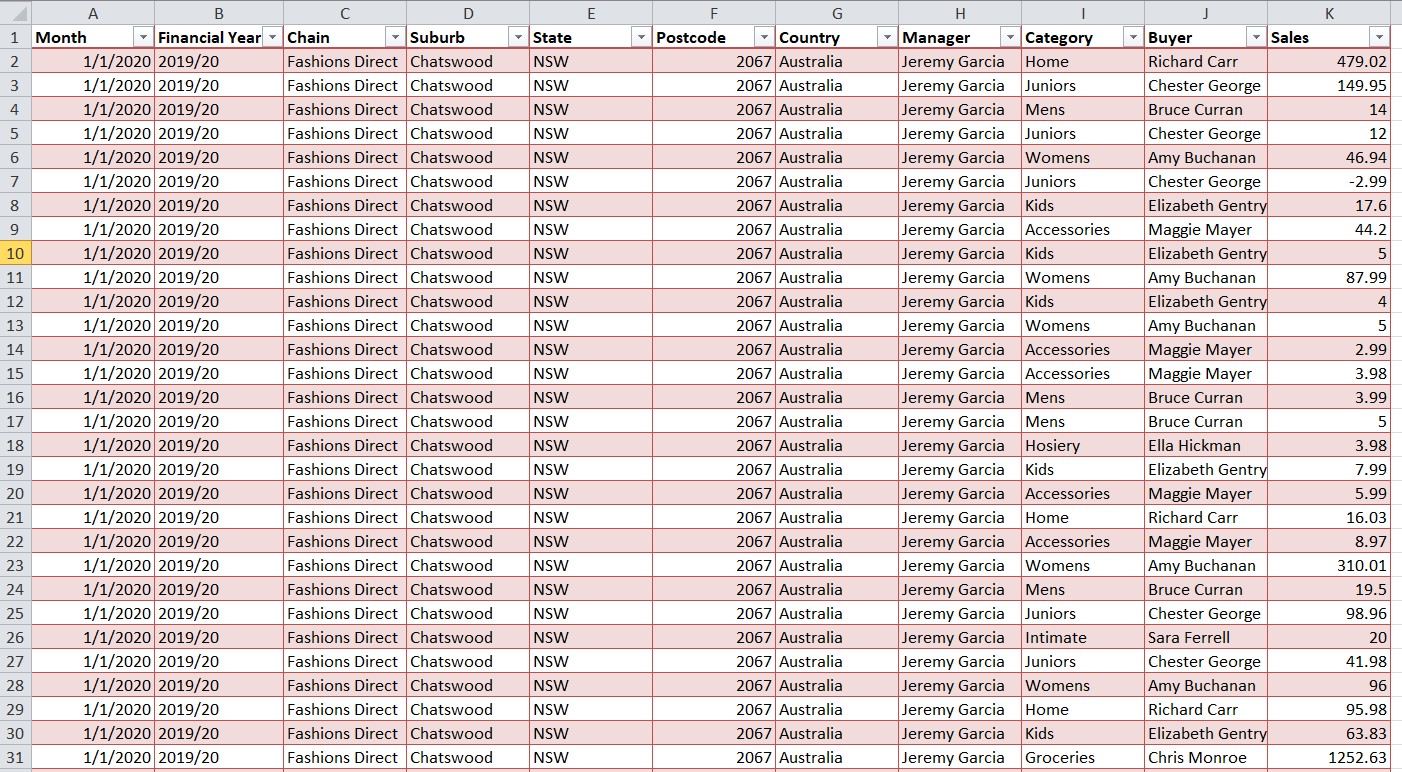 A B C D E F G H I J K
1 Month Financial Year Chain Suburb State Postcode Country Manager Category Buyer Sales
2 1/1/2020 2019/20 Fashions Direct Chatswood NSW 2067 Australia Jeremy Garcia Home Richard Carr 479.02
3 1/1/2020 2019/20 Fashions Direct Chatswood NSW 2067 Australia Jeremy Garcia Juniors Chester George 149.95
4 1/1/2020 2019/20 Fashions Direct Chatswood NSW 2067 Australia Jeremy Garcia Mens Bruce Curran 14
5 1/1/2020 2019/20 Fashions Direct Chatswood NSW 2067 Australia Jeremy Garcia Juniors Chester George 12
6 1/1/2020 2019/20 Fashions Direct Chatswood NSW 2067 Australia Jeremy Garcia Womens Amy Buchanan 46.94
7 1/1/2020 2019/20 Fashions Direct Chatswood NSW 2067 Australia Jeremy Garcia Juniors Chester George -2.99
8 1/1/2020 2019/20 Fashions Direct Chatswood NSW 2067 Australia Jeremy Garcia Kids Elizabeth Gentry 17.6
9 1/1/2020 2019/20 Fashions Direct Chatswood NSW 2067 Australia Jeremy Garcia Accessories Maggie Mayer 44.2
10 1/1/2020 2019/20 Fashions Direct Chatswood NSW 2067 Australia Jeremy Garcia Kids Elizabeth Gentry 5
11 1/1/2020 2019/20 Fashions Direct Chatswood NSW 2067 Australia Jeremy Garcia Womens Amy Buchanan 87.99
12 1/1/2020 2019/20 Fashions Direct Chatswood NSW 2067 Australia Jeremy Garcia Kids Elizabeth Gentry 4
13 1/1/2020 2019/20 Fashions Direct Chatswood NSW 2067 Australia Jeremy Garcia Womens Amy Buchanan 5
14 1/1/2020 2019/20 Fashions Direct Chatswood NSW 2067 Australia Jeremy Garcia Accessories Maggie Mayer 2.99
15 1/1/2020 2019/20 Fashions Direct Chatswood NSW 2067 Australia Jeremy Garcia Accessories Maggie Mayer 3.98
16 1/1/2020 2019/20 Fashions Direct Chatswood NSW 2067 Australia Jeremy Garcia Mens Bruce Curran 3.99
17 1/1/2020 2019/20 Fashions Direct Chatswood NSW 2067 Australia Jeremy Garcia Mens Bruce Curran 5
18 1/1/2020 2019/20 Fashions Direct Chatswood NSW 2067 Australia Jeremy Garcia Hosiery Ella Hickman 3.98
19 1/1/2020 2019/20 Fashions Direct Chatswood NSW 2067 Australia Jeremy Garcia Kids Elizabeth Gentry 7.99
20 1/1/2020 2019/20 Fashions Direct Chatswood NSW 2067 Australia Jeremy Garcia Accessories Maggie Mayer 5.99
21 1/1/2020 2019/20 Fashions Direct Chatswood NSW 2067 Australia Jeremy Garcia Home Richard Carr 16.03
22 1/1/2020 2019/20 Fashions Direct Chatswood NSW 2067 Australia Jeremy Garcia Accessories Maggie Mayer 8.97
23 1/1/2020 2019/20 Fashions Direct Chatswood NSW 2067 Australia Jeremy Garcia Womens Amy Buchanan 310.01
24 1/1/2020 2019/20 Fashions Direct Chatswood NSW 2067 Australia Jeremy Garcia Mens Bruce Curran 19.5
25 1/1/2020 2019/20 Fashions Direct Chatswood NSW 2067 Australia Jeremy Garcia Juniors Chester George 98.96
26 1/1/2020 2019/20 Fashions Direct Chatswood NSW 2067 Australia Jeremy Garcia Intimate Sara Ferrell 20
27 1/1/2020 2019/20 Fashions Direct Chatswood NSW 2067 Australia Jeremy Garcia Juniors Chester George 41.98
28 1/1/2020 2019/20 Fashions Direct Chatswood NSW 2067 Australia Jeremy Garcia Womens Amy Buchanan 96
29 1/1/2020 2019/20 Fashions Direct Chatswood NSW 2067 Australia Jeremy Garcia Home Richard Carr 95.98
30 1/1/2020 2019/20 Fashions Direct Chatswood NSW 2067 Australia Jeremy Garcia Kids Elizabeth Gentry 63.83
31 1/1/2020 2019/20 Fashions Direct Chatswood NSW 2067 Australia Jeremy Garcia Groceries Chris Monroe 1252.63